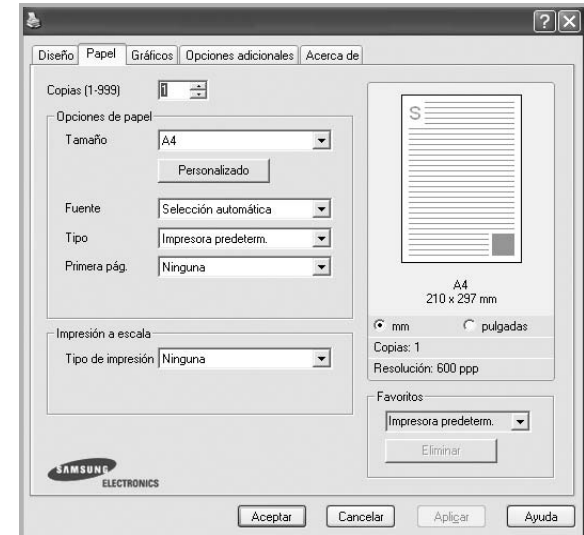 Diseño Papel Gráficos Opciones adicionales Acerca de
Copias (1-999) 1
Opciones de papel
Tamaño A4
Personalizado
Fuente Selección automática
Tipo Impresora predeterm.
Primera pág. Ninguna
Impresión a escala
Tipo de impresión Ninguna
SAMSUNG
ELECTRONICS
S
A4
210 x 297 mm
mm pulgadas
Copias: 1
Resolución: 600 ppp
Favoritos
Impresora predeterm.
Eliminar
Aceptar Cancelar Aplicar Ayuda